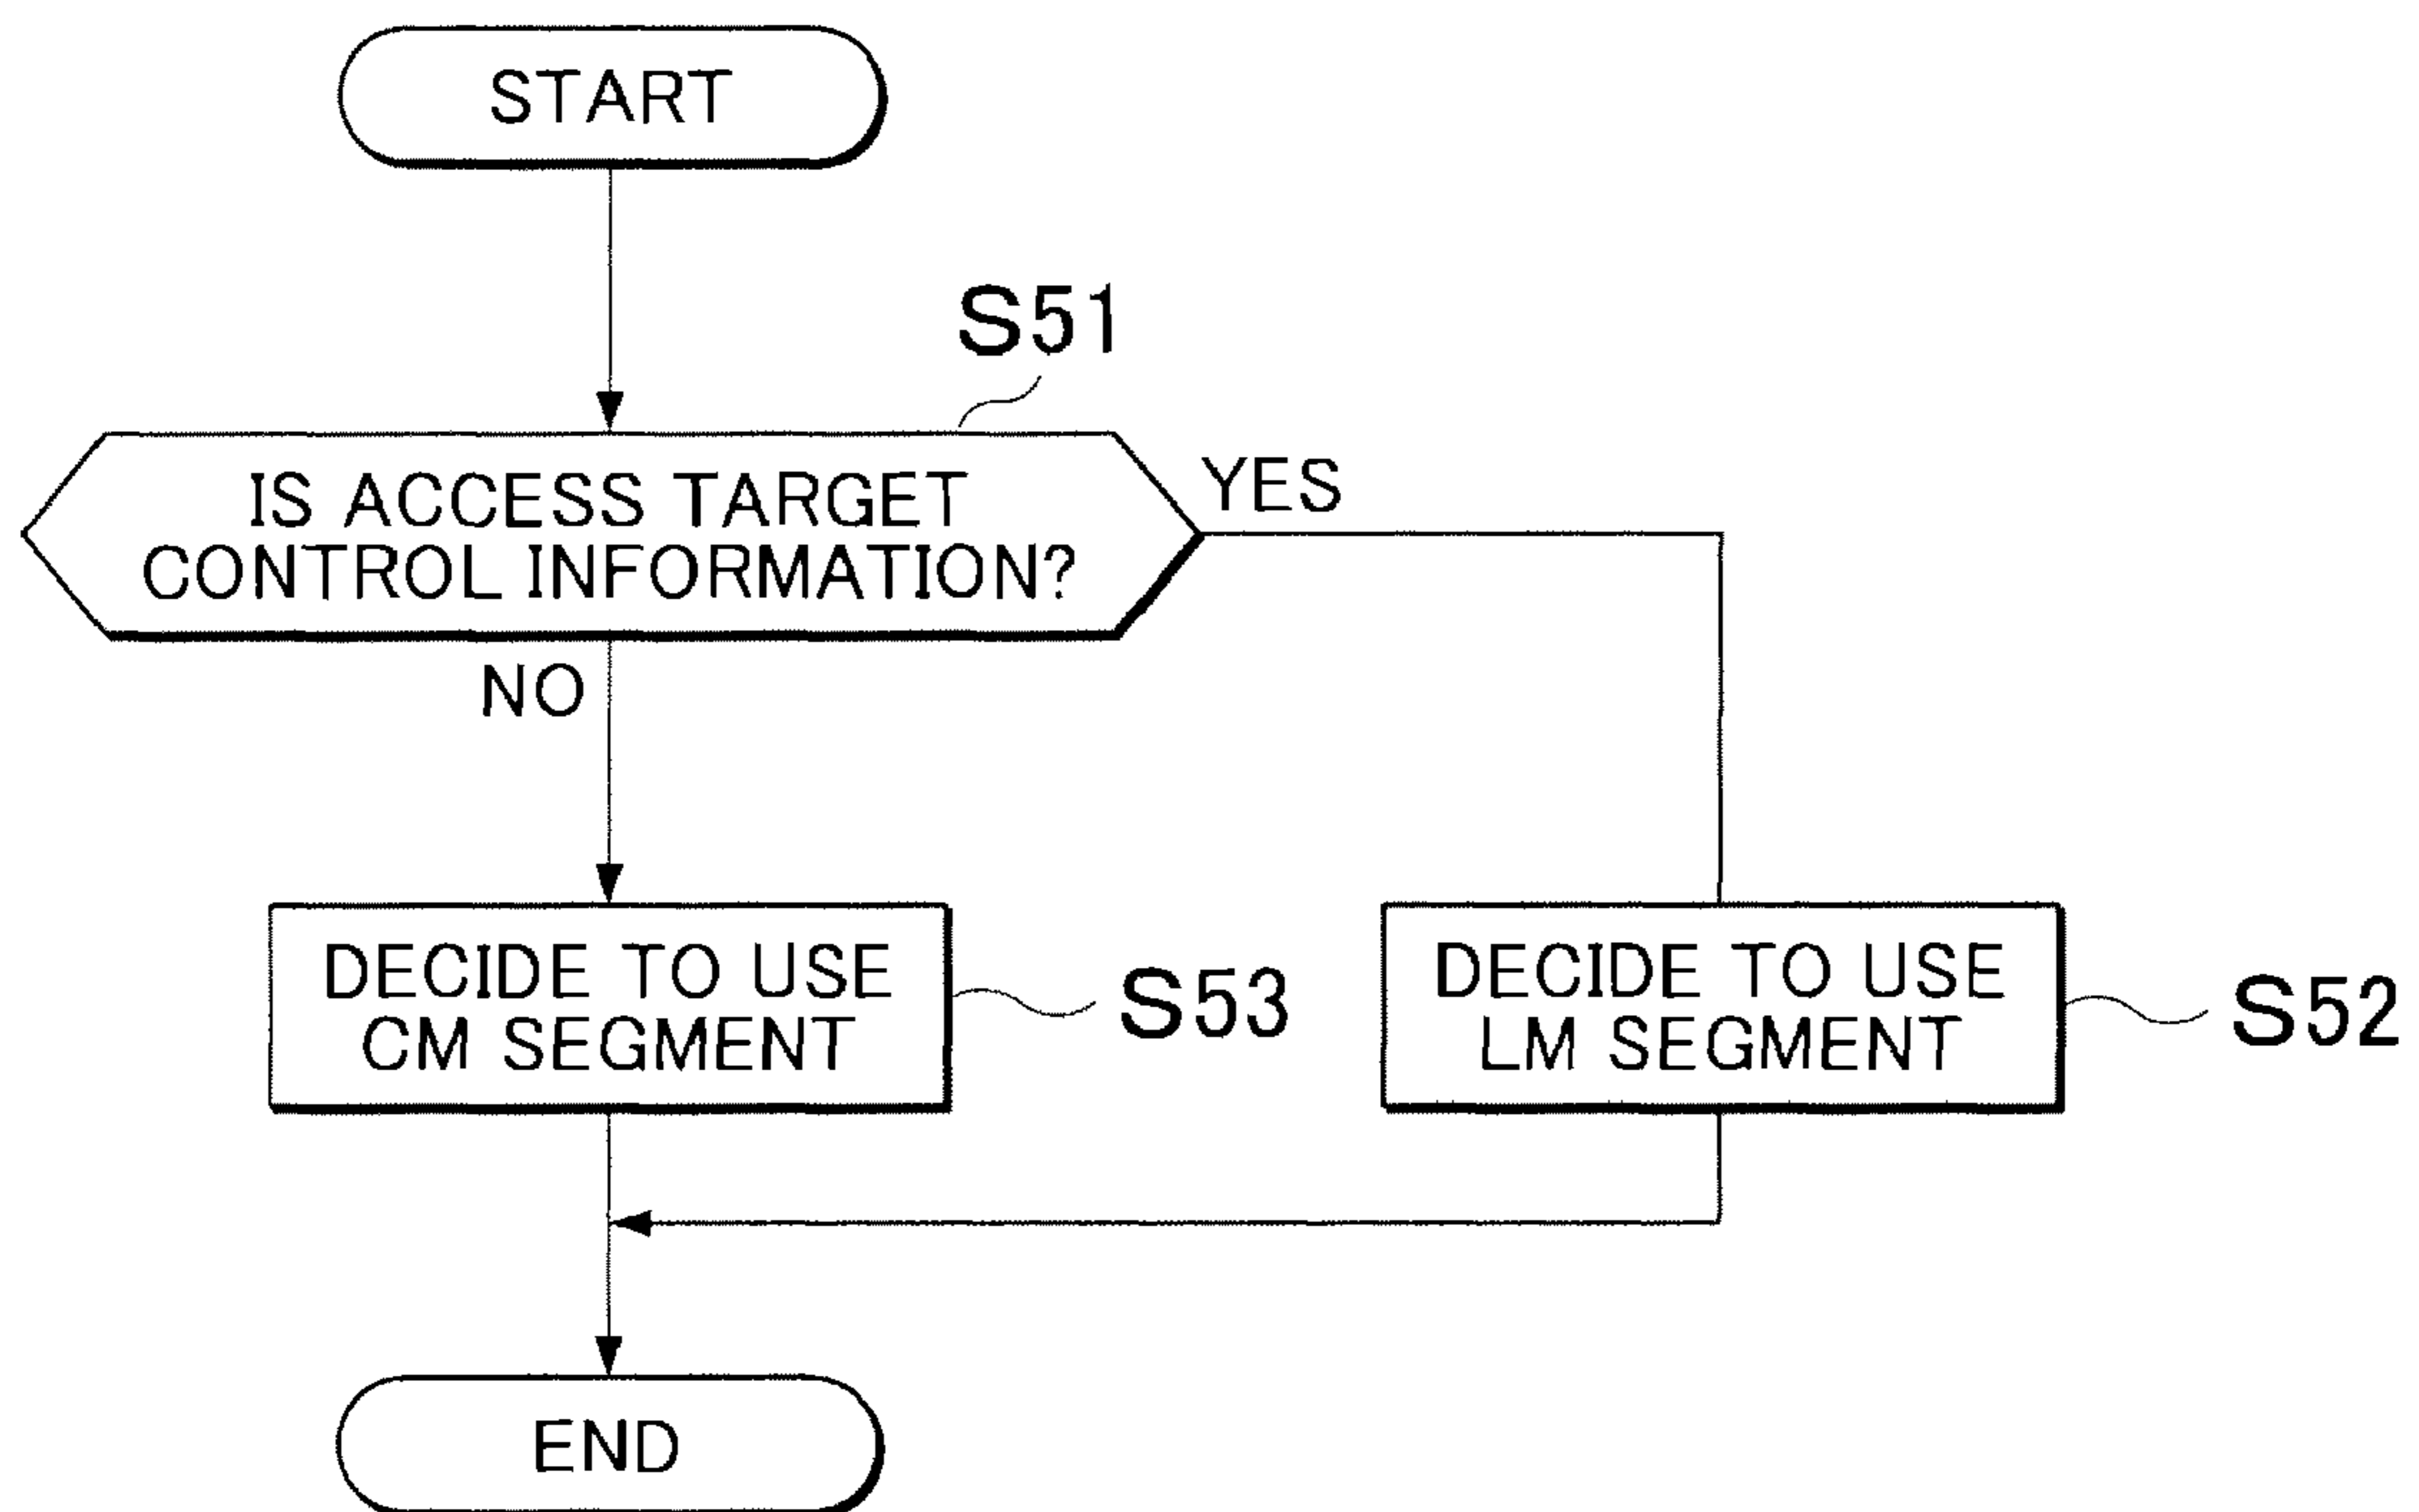 START
S51
IS ACCESS TARGET
CONTROL INFORMATION?
YES
NO
DECIDE TO USE
CM SEGMENT
S53
DECIDE TO USE
LM SEGMENT
S52
END